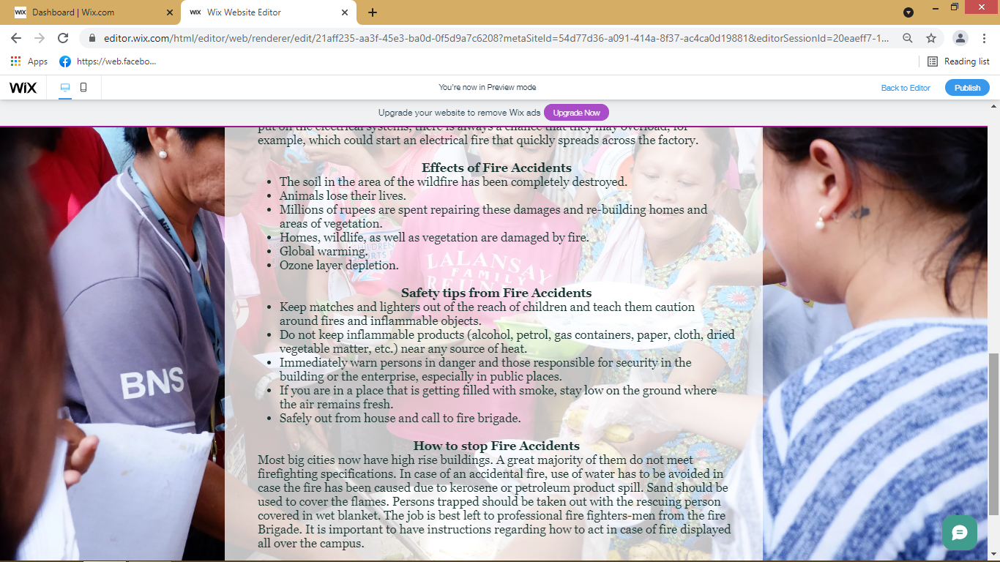 Dashboard | Wix.com
WIX Wix Website Editor
editor.wix.com/html/editor/web/renderer/edit/21aff235-aa3f-45e3-ba0d-0f5d9a7c6208?metaSiteId=54d77d36-a091-414a-8f37-ac4ca0d19881&editorSessionId=20eaeff7-1...
Apps https://web.facebo... Reading list
WiX You're now in Preview mode Back to Editor Publish
Upgrade your website to remove Wix ads Upgrade Now
put on the electrical systems, there is always a chance that they may overload, for
example, which could start an electrical fire that quickly spreads across the factory.
Effects of Fire Accidents
• The soil in the area of the wildfire has been completely destroyed.
• Animals lose their lives.
• Millions of rupees are spent repairing these damages and re-building homes and
areas of vegetation.
• Homes, wildlife, as well as vegetation are damaged by fire.
• Global warming.
• Ozone layer depletion.
LALANSAY
FAMILY
REUNION
Safety tips from Fire Accidents
• Keep matches and lighters out of the reach of children and teach them caution
around fires and inflammable objects.
• Do not keep inflammable products (alcohol, petrol, gas containers, paper, cloth, dried
vegetable matter, etc.) near any source of heat.
• Immediately warn persons in danger and those responsible for security in the
building or the enterprise, especially in public places.
• If you are in a place that is getting filled with smoke, stay low on the ground where
the air remains fresh.
• Safely out from house and call to fire brigade.
BNS
How to stop Fire Accidents
Most big cities now have high rise buildings. A great majority of them do not meet
firefighting specifications. In case of an accidental fire, use of water has to be avoided in
case the fire has been caused due to kerosene or petroleum product spill. Sand should be
used to cover the flames. Persons trapped should be taken out with the rescuing person
covered in wet blanket. The job is best left to professional fire fighters-men from the fire
Brigade. It is important to have instructions regarding how to act in case of fire displayed
all over the campus.